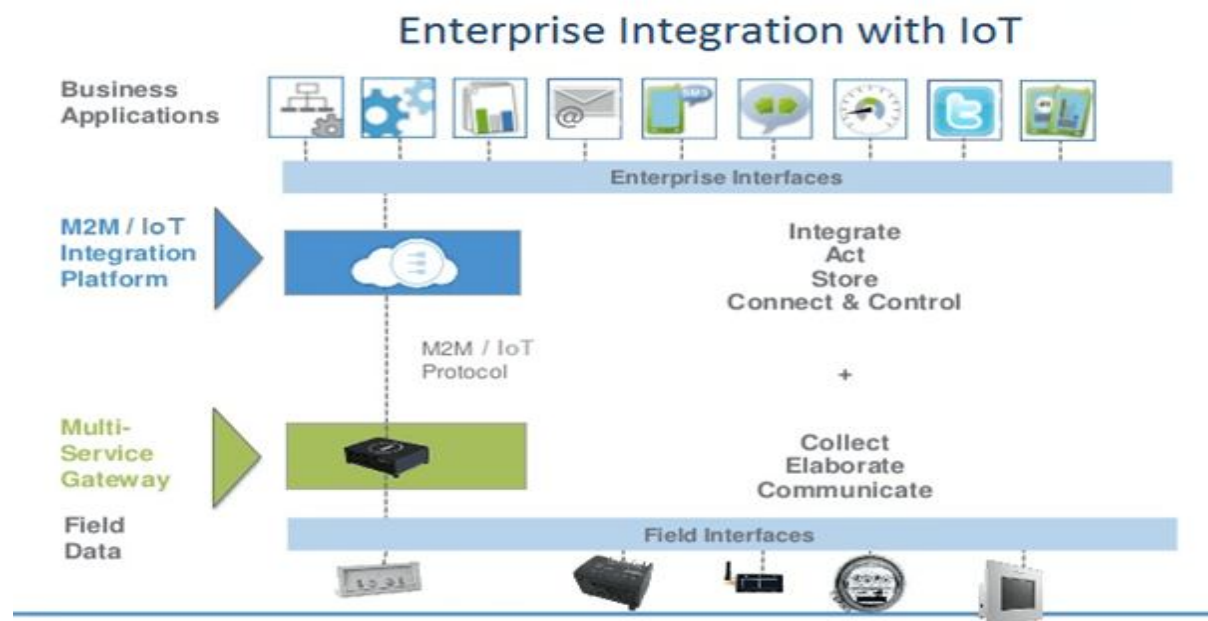 Enterprise Integration with IoT
Business
Applications
@
SMS
Enterprise Interfaces
M2M / IoT
Integration
Platform
Integrate
Act
Store
Connect & Control
M2M / IoT
Protocol
+
Multi-
Service
Gateway
Collect
Elaborate
Communicate
Field
Data
Field Interfaces